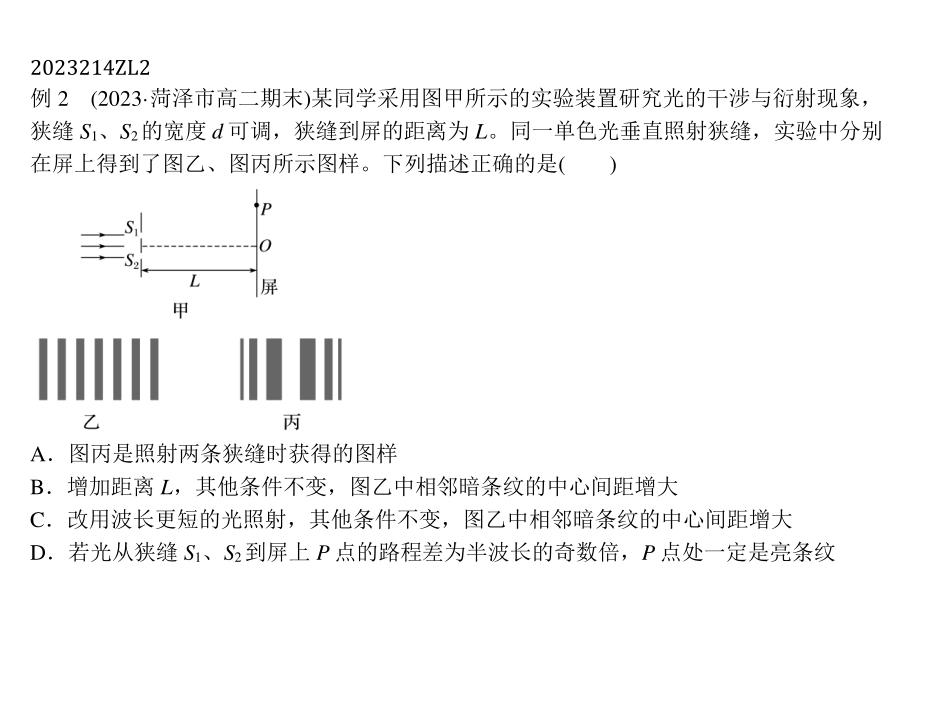 2023214ZL2
例 2　(2023·菏泽市高二期末)某同学采用图甲所示的实验装置研究光的干涉与衍射现象，
狭缝 S₁、S₂的宽度 d 可调，狭缝到屏的距离为 L。同一单色光垂直照射狭缝，实验中分别
在屏上得到了图乙、图丙所示图样。下列描述正确的是(　　)
P
S₁
O
S₂
L
屏
甲
乙　丙
A．图丙是照射两条狭缝时获得的图样
B．增加距离 L，其他条件不变，图乙中相邻暗条纹的中心间距增大
C．改用波长更短的光照射，其他条件不变，图乙中相邻暗条纹的中心间距增大
D．若光从狭缝 S₁、S₂到屏上 P 点的路程差为半波长的奇数倍，P 点处一定是亮条纹